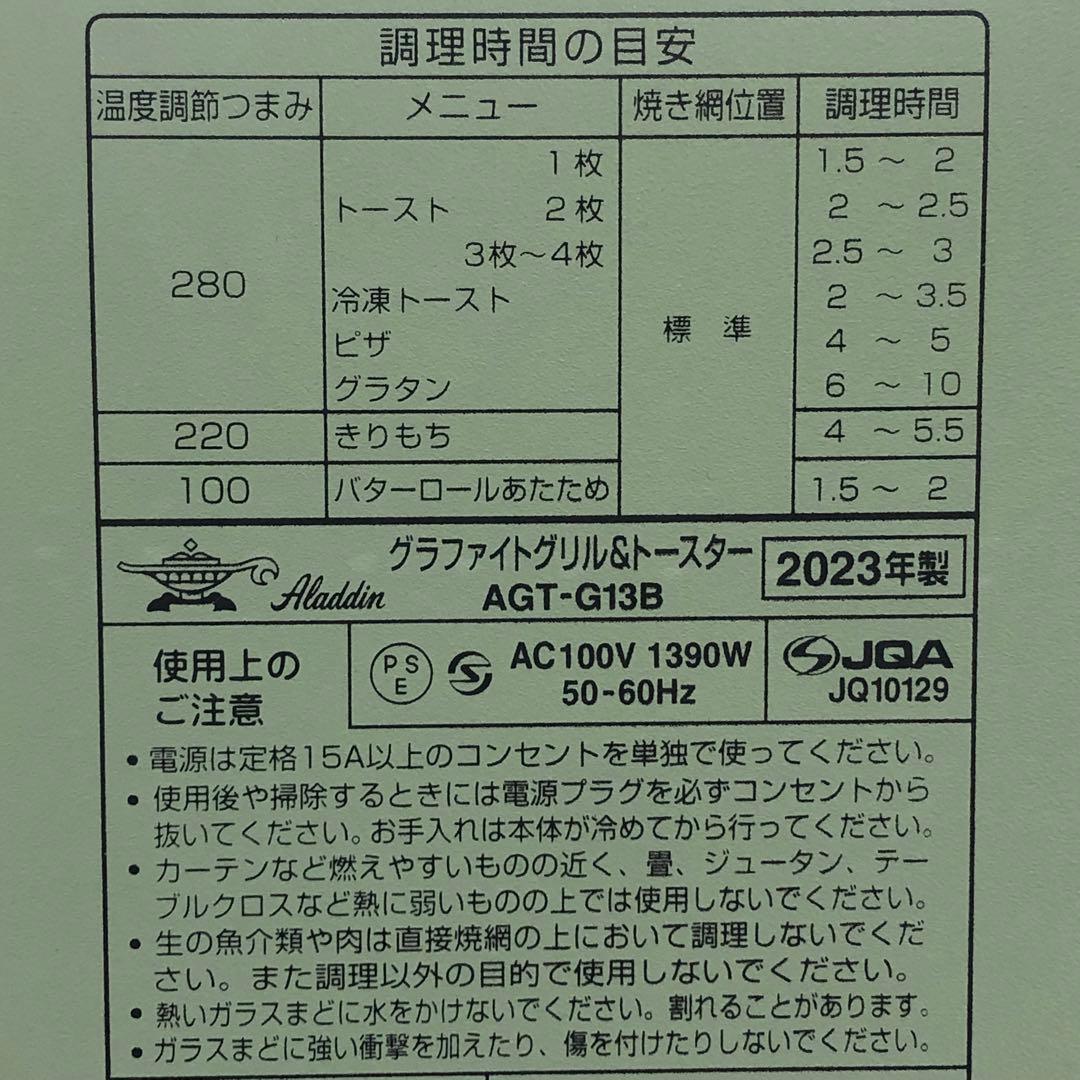 調理時間の目安
温度調節つまみ メニュー 焼き網位置 調理時間
1枚 1.5～ 2
トースト 2枚 2 ～2.5
3枚～4枚 2.5～ 3
280
冷凍トースト 2 ～3.5
標 準
ピザ 4 ～ 5
グラタン 6 ～10
220 きりもち 4 ～5.5
100 バターロールあたため 1.5～ 2
Aladdin
グラファイトグリル&トースター
AGT-G13B
2023年製
使用上の
ご注意
PSE
AC100V 1390W
50-60Hz
JQA
JQ10129
•電源は定格15A以上のコンセントを単独で使ってください。
•使用後や掃除するときには電源プラグを必ずコンセントから
抜いてください。お手入れは本体が冷めてから行ってください。
•カーテンなど燃えやすいものの近く、畳、ジュータン、テー
ブルクロスなど熱に弱いものの上では使用しないでください。
•生の魚介類や肉は直接焼網の上において調理しないでくだ
さい。また調理以外の目的で使用しないでください。
•熱いガラスまどに水をかけないでください。割れることがあります。
•ガラスまどに強い衝撃を加えたり、傷を付けたりしないでください。